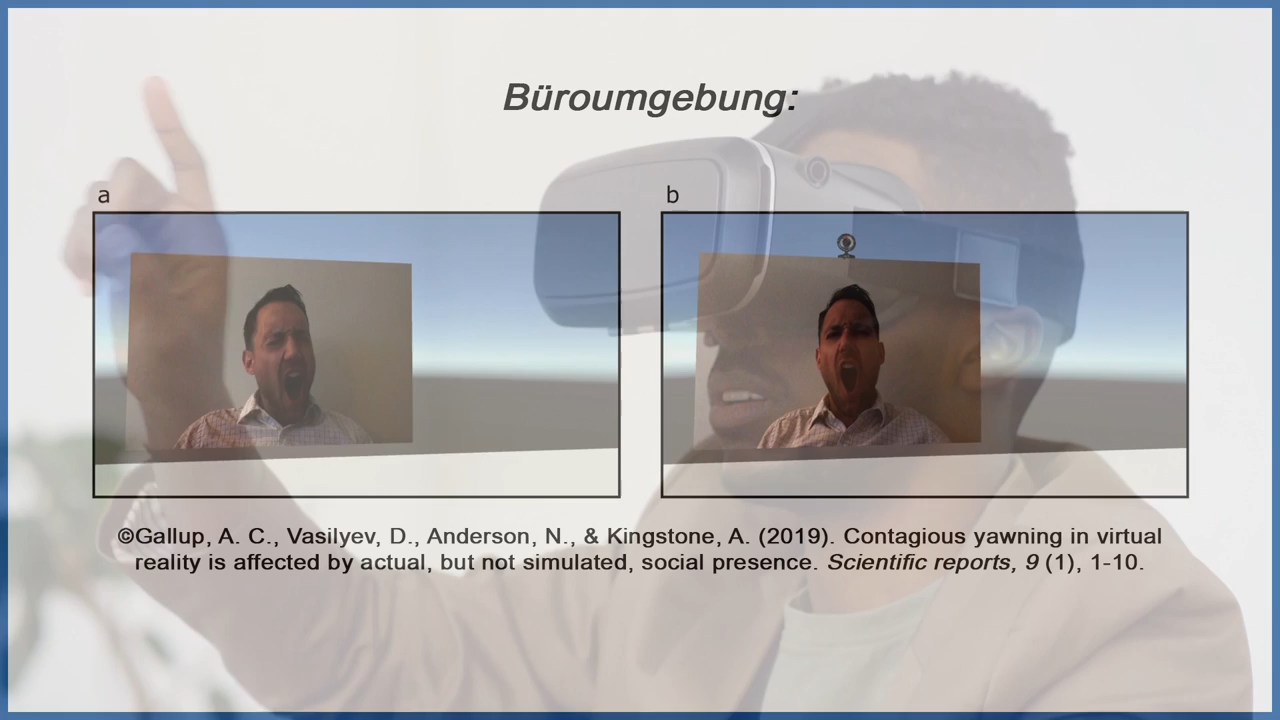 Büroumgebung:
a
b
©Gallup, A. C., Vasilyev, D., Anderson, N., & Kingstone, A. (2019). Contagious yawning in virtual
reality is affected by actual, but not simulated, social presence. Scientific reports, 9 (1), 1-10.